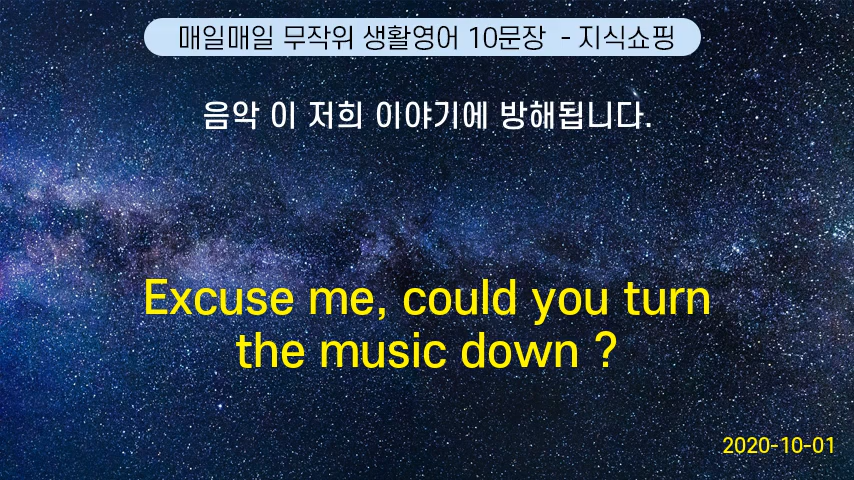 매일매일 무작위 생활영어 10문장 - 지식쇼핑
음악 이 저희 이야기에 방해됩니다.
Excuse me, could you turn
the music down ?
2020-10-01